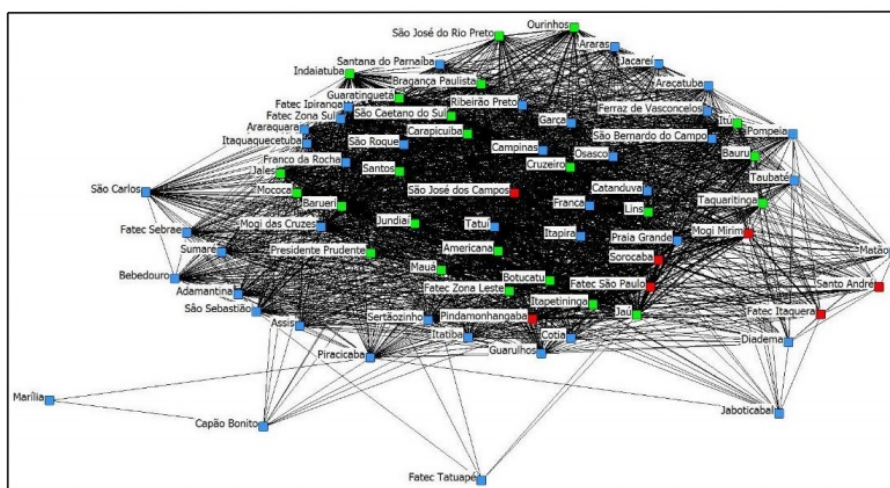 Ourinhos
São José do Rio Preto
Araras
Santana do Parnaíba
Jacareí
Indaiatuba
Bragança Paulista
Araçatuba
Guaratingueta
Ribeirão Preto
Fatec Ipiranga
Ferraz de Vasconcelos
Fatec Zona Sul
São Caetano do Sul
Garça
Itú
Araraquara
Carapicuiba
São Bernardo do Campo
Pompeia
Itaquaquecetuba
São Roque
Campinas
Osasco
Bauru
Franco da Rocha
Santos
Cruzeiro
Jales
Taubaté
São Carlos
Mococa
São José dos Campos
Catanduva
Barueri
França
Lins
Taquaritinga
Fatec Sebrae
Mogi das Cruzes
Jundiaí
Tatuí
Itapira
Praia Grande
Mogi Mirim
Sumaré
Presidente Prudente
Americana
Sorocaba
Matão
Bebedouro
Mauá
Botucatu
Fatec São Paulo
Santo André
Adamantina
Fatec Zona Leste
Itapetininga
São Sebastião
Sertãozinho
Pindamonhangaba
Jaú
Fatec Itaquera
Assis
Itatiba
Cotia
Diadema
Piracicaba
Guarulhos
Marília
Jaboticabal
Capão Bonito
Fatec Tatuapé